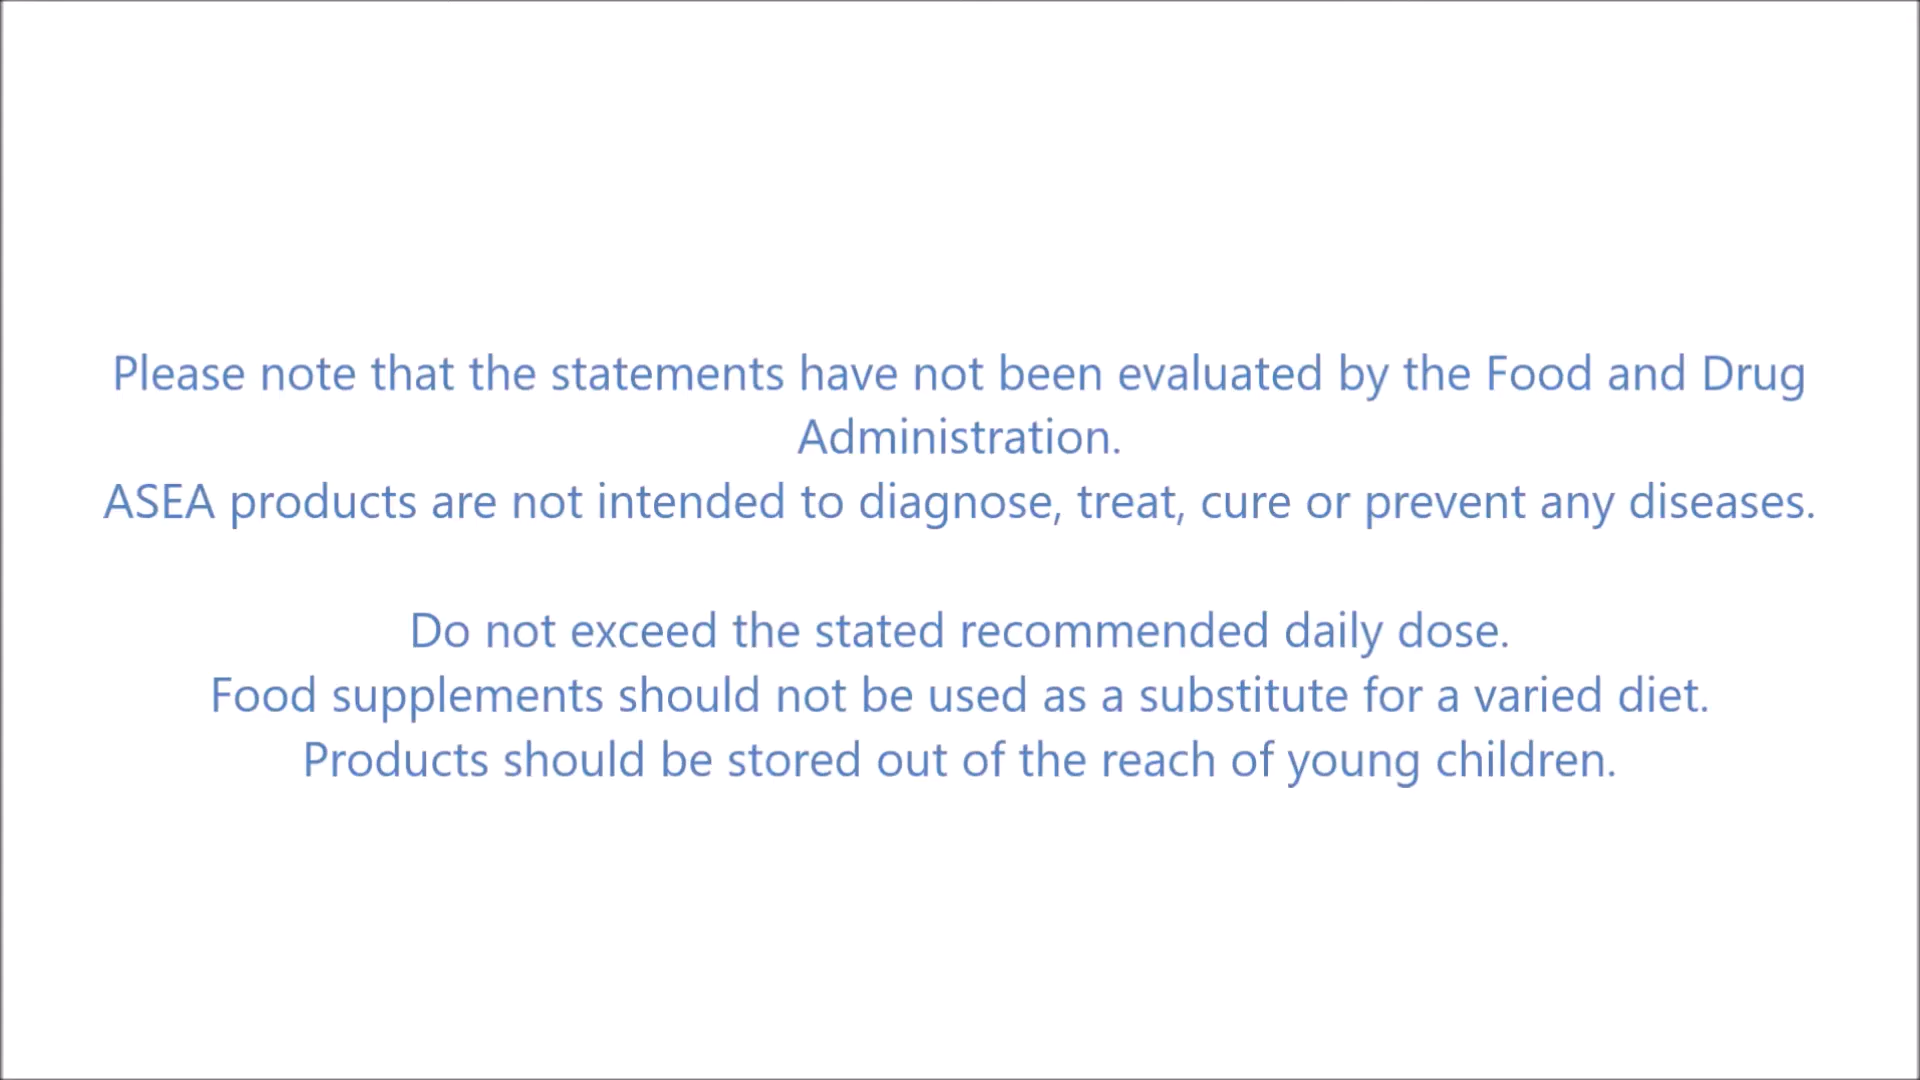 Please note that the statements have not been evaluated by the Food and Drug
Administration.
ASEA products are not intended to diagnose, treat, cure or prevent any diseases.
Do not exceed the stated recommended daily dose.
Food supplements should not be used as a substitute for a varied diet.
Products should be stored out of the reach of young children.